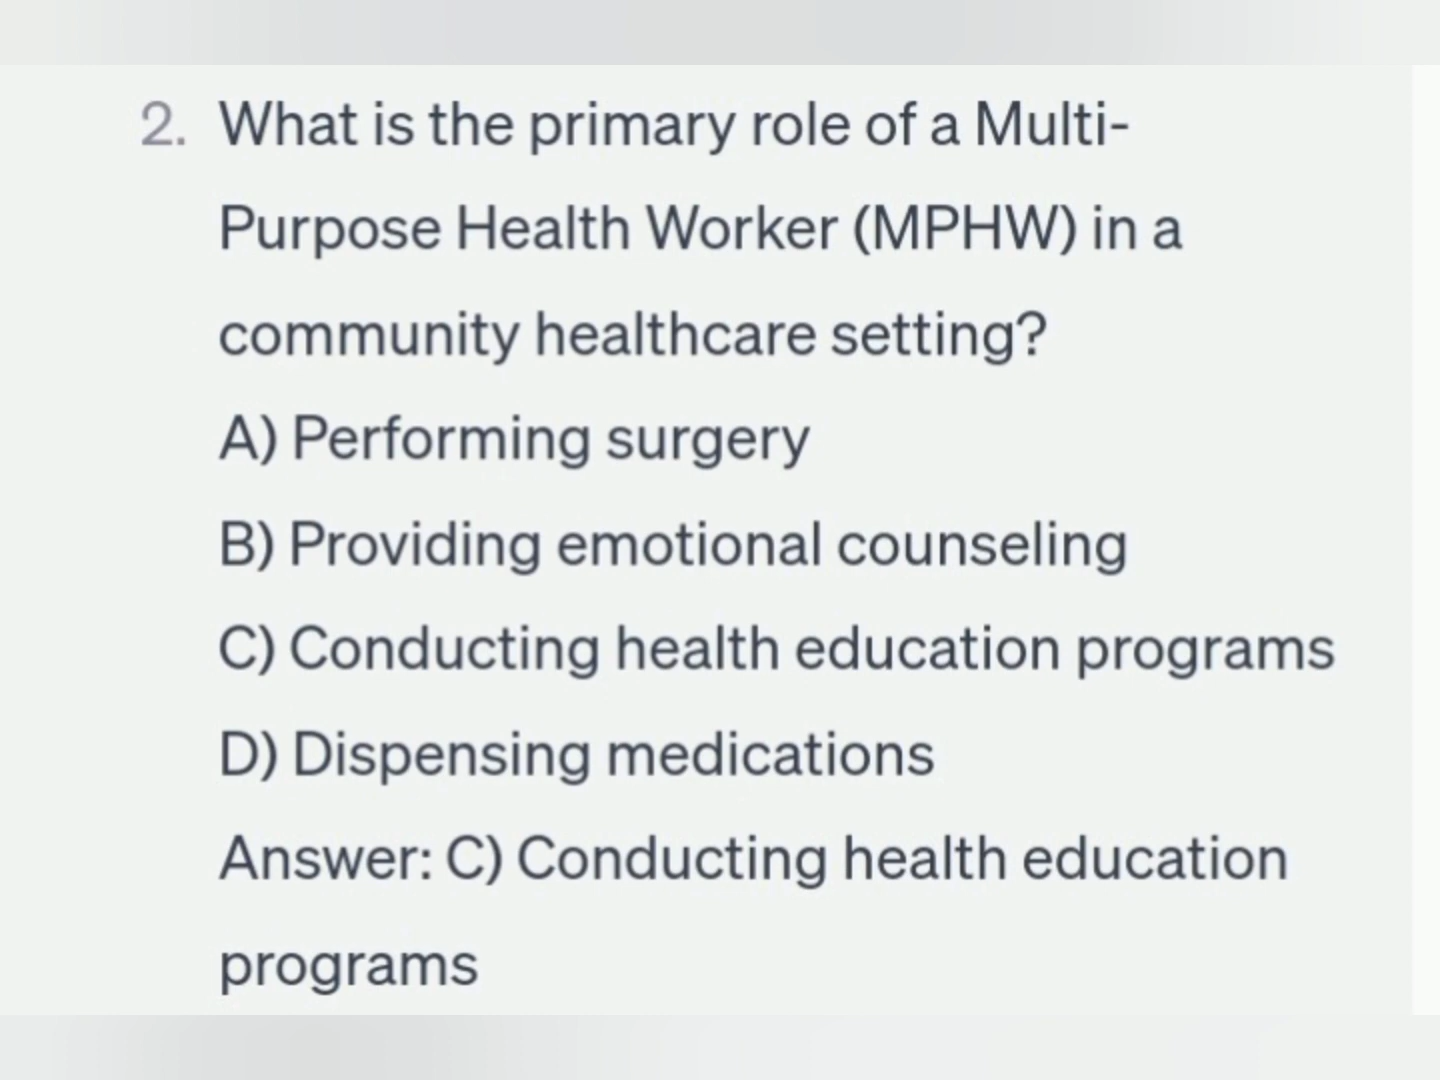 2. What is the primary role of a Multi-
Purpose Health Worker (MPHW) in a
community healthcare setting?
A) Performing surgery
B) Providing emotional counseling
C) Conducting health education programs
D) Dispensing medications
Answer: C) Conducting health education
programs